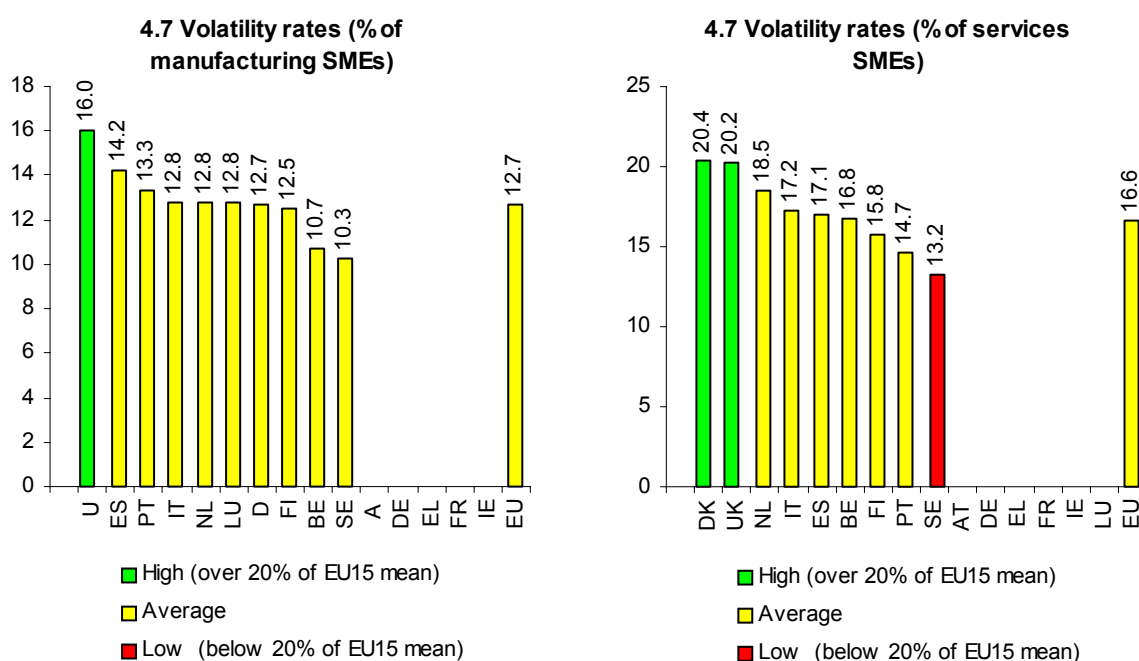 4.7 Volatility rates (% of
manufacturing SMEs)
18
16
14
12
10
8
6
4
2
0
16.0
14.2
13.3
12.8
12.8
12.8
12.7
12.5
10.7
10.3
12.7
U
ES
PT
IT
NL
LU
D
FI
BE
SE
A
DE
EL
FR
IE
EU
High (over 20% of EU15 mean)
Average
Low (below 20% of EU15 mean)
4.7 Volatility rates (% of services
SMEs)
25
20
15
10
5
0
20.4
20.2
18.5
17.2
17.1
16.8
15.8
14.7
13.2
16.6
DK
UK
NL
IT
ES
BE
FI
PT
SE
AT
DE
EL
FR
IE
LU
EU
High (over 20% of EU15 mean)
Average
Low (below 20% of EU15 mean)